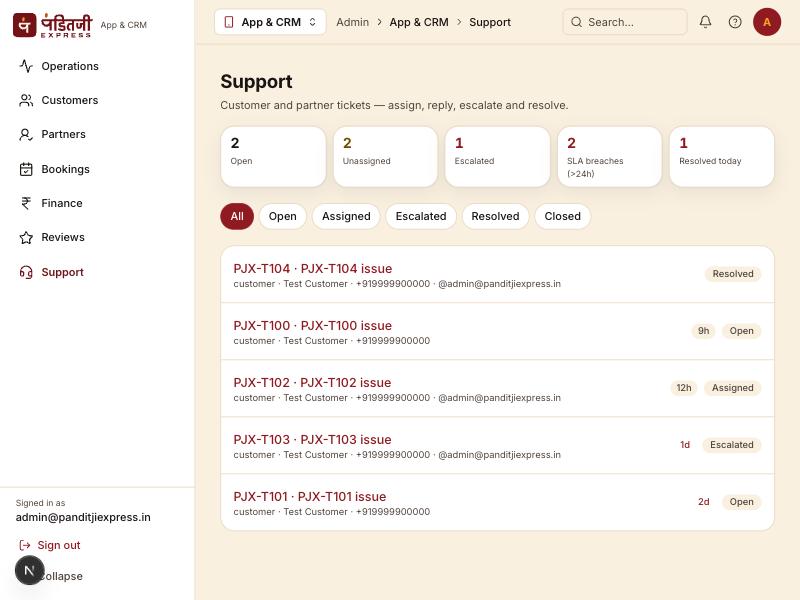 पंडितजी
EXPRESS
App & CRM
Operations
Customers
Partners
Bookings
Finance
Reviews
Support
Signed in as
admin@panditjiexpress.in
Sign out
N
ollapse
App & CRM
Admin > App & CRM > Support
Search...
A
Support
Customer and partner tickets — assign, reply, escalate and resolve.
2
Open
2
Unassigned
1
Escalated
2
SLA breaches
(>24h)
1
Resolved today
All
Open
Assigned
Escalated
Resolved
Closed
PJX-T104 · PJX-T104 issue
customer · Test Customer · +919999900000 · @admin@panditjiexpress.in
Resolved
PJX-T100 · PJX-T100 issue
customer · Test Customer · +919999900000
9h
Open
PJX-T102 · PJX-T102 issue
customer · Test Customer · +919999900000 · @admin@panditjiexpress.in
12h
Assigned
PJX-T103 · PJX-T103 issue
customer · Test Customer · +919999900000 · @admin@panditjiexpress.in
1d
Escalated
PJX-T101 · PJX-T101 issue
customer · Test Customer · +919999900000
2d
Open